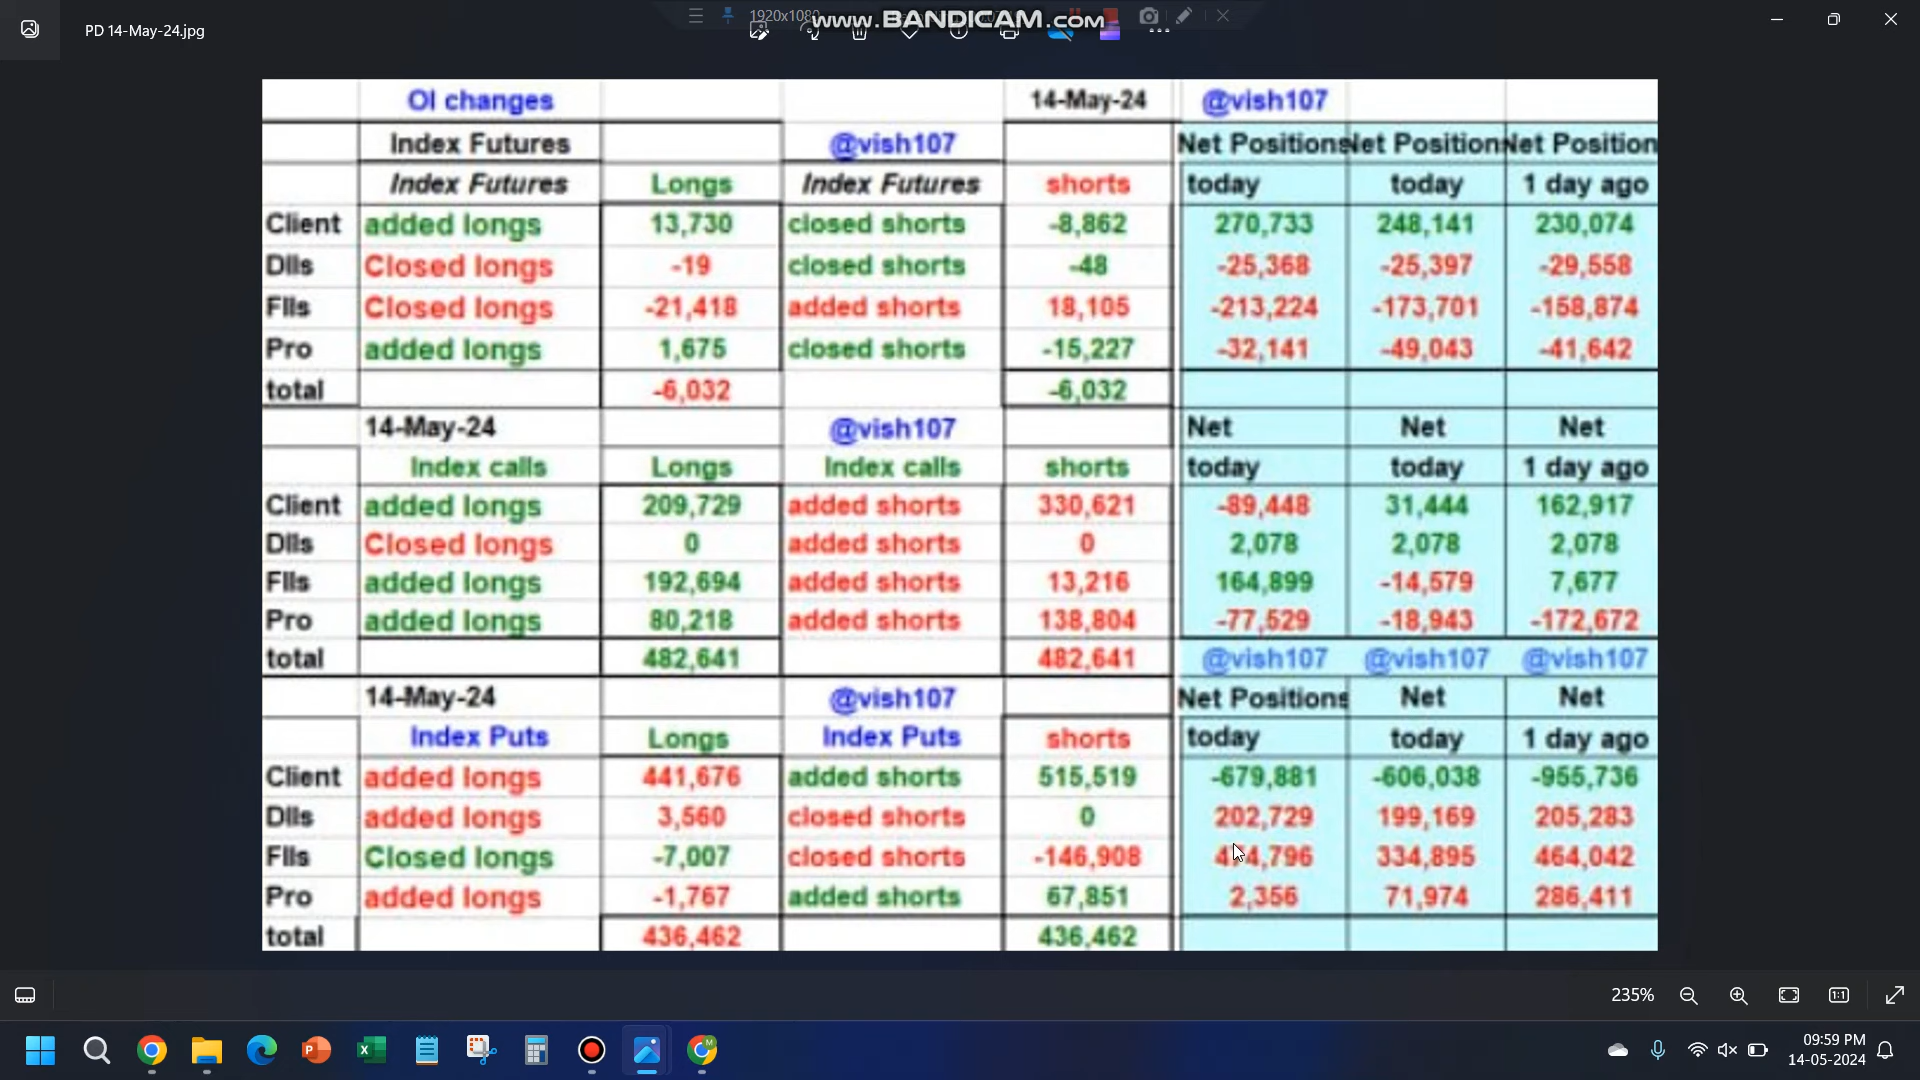 1920x1080
www.BANDICAM.com
PD 14-May-24.jpg
OI changes 14-May-24 @vish107
Index Futures @vish107 Net Positions Net Position Net Position
Index Futures Longs Index Futures shorts today today 1 day ago
Client added longs 13,730 closed shorts -8,862 270,733 248,141 230,074
DIIs Closed longs -19 closed shorts -48 -25,368 -25,397 -29,558
FIIs Closed longs -21,418 added shorts 18,105 -213,224 -173,701 -158,874
Pro added longs 1,675 closed shorts -15,227 -32,141 -49,043 -41,642
total -6,032 -6,032
14-May-24 @vish107 Net Net Net
Index calls Longs Index calls shorts today today 1 day ago
Client added longs 209,729 added shorts 330,621 -89,448 31,444 162,917
DIIs Closed longs 0 added shorts 0 2,078 2,078 2,078
FIIs added longs 192,694 added shorts 13,216 164,899 -14,579 7,677
Pro added longs 80,218 added shorts 138,804 -77,529 -18,943 -172,672
total 482,641 482,641 @vish107 @vish107 @vish107
14-May-24 @vish107 Net Positions Net Net
Index Puts Longs Index Puts shorts today today 1 day ago
Client added longs 441,676 added shorts 515,519 -679,881 -606,038 -955,736
DIIs added longs 3,560 closed shorts 0 202,729 199,169 205,283
FIIs Closed longs -7,007 closed shorts -146,908 474,796 334,895 464,042
Pro added longs -1,767 added shorts 67,851 2,356 71,974 286,411
total 436,462 436,462
235%
1:1
09:59 PM
14-05-2024